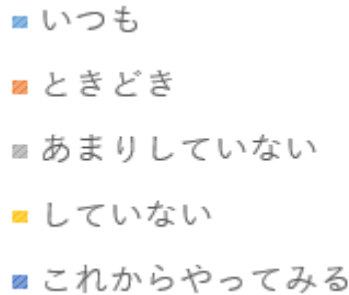 いつも
ときどき
あまりしていない
していない
これからやってみる